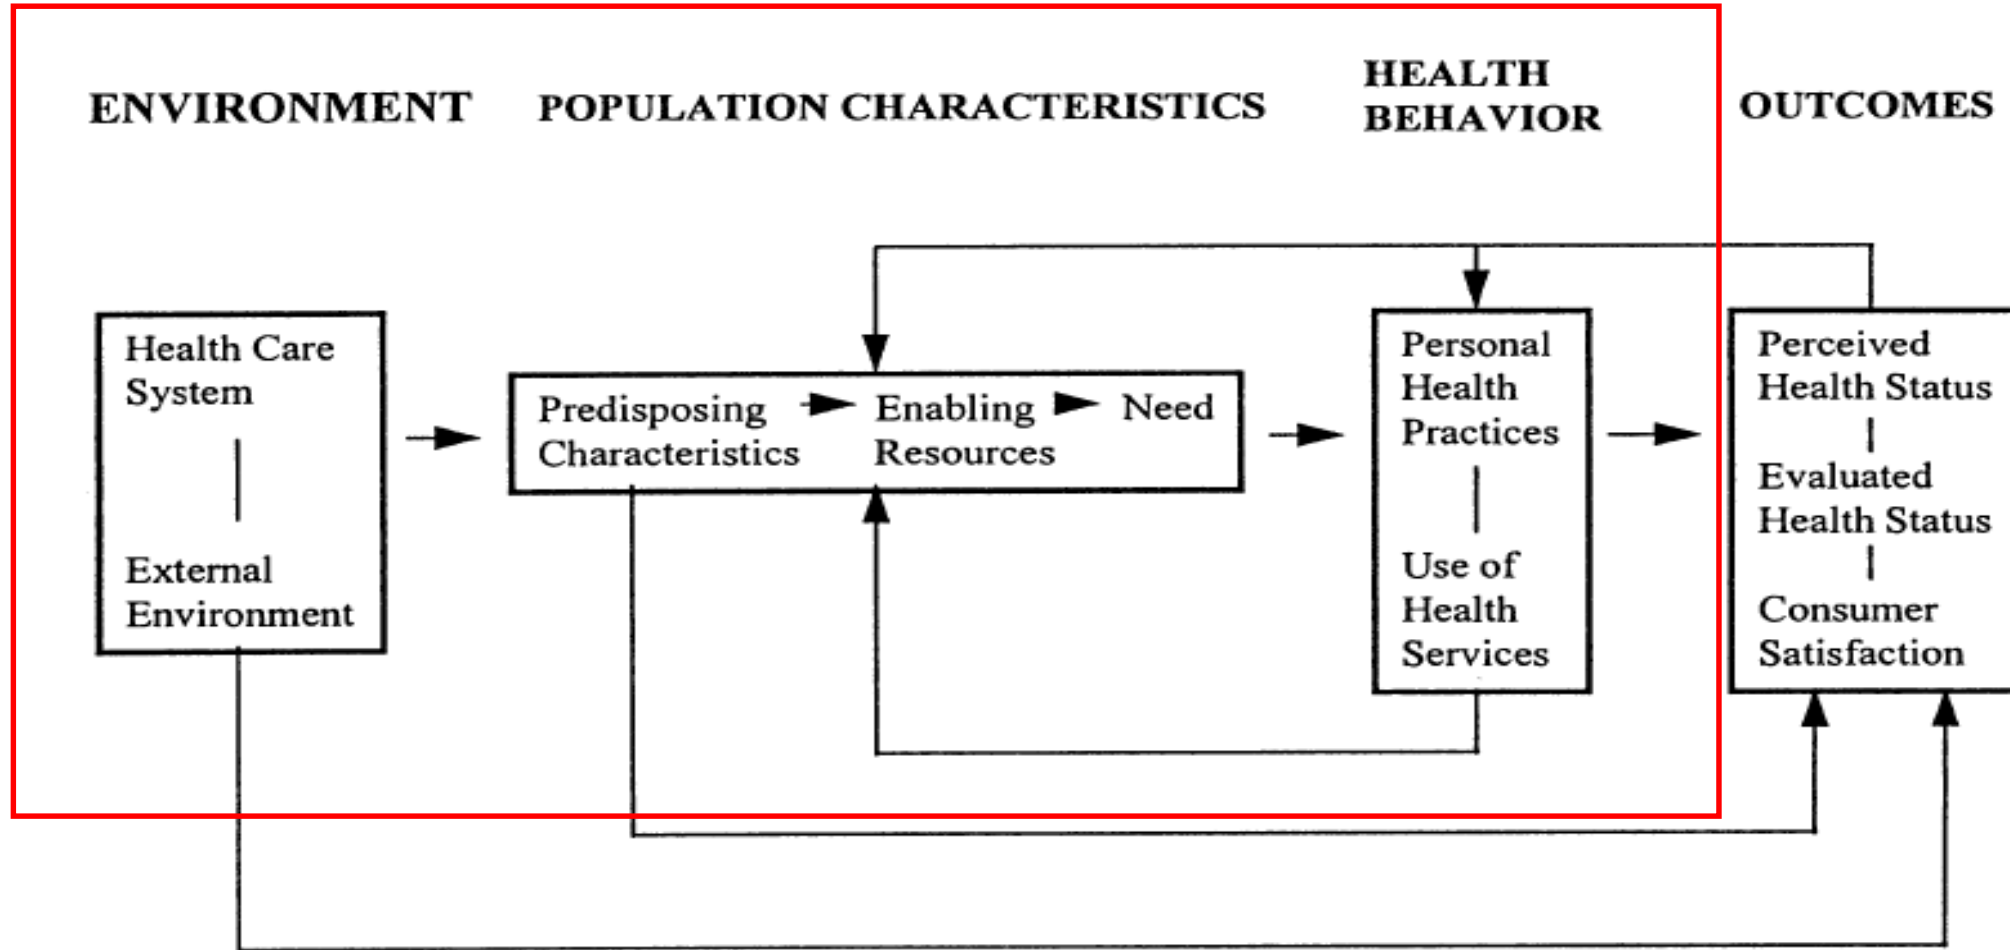 ENVIRONMENT
POPULATION CHARACTERISTICS
HEALTH
BEHAVIOR
OUTCOMES
Health Care
System
External
Environment
Predisposing
Characteristics
Enabling
Resources
Need
Personal
Health
Practices
Use of
Health
Services
Perceived
Health Status
Evaluated
Health Status
Consumer
Satisfaction